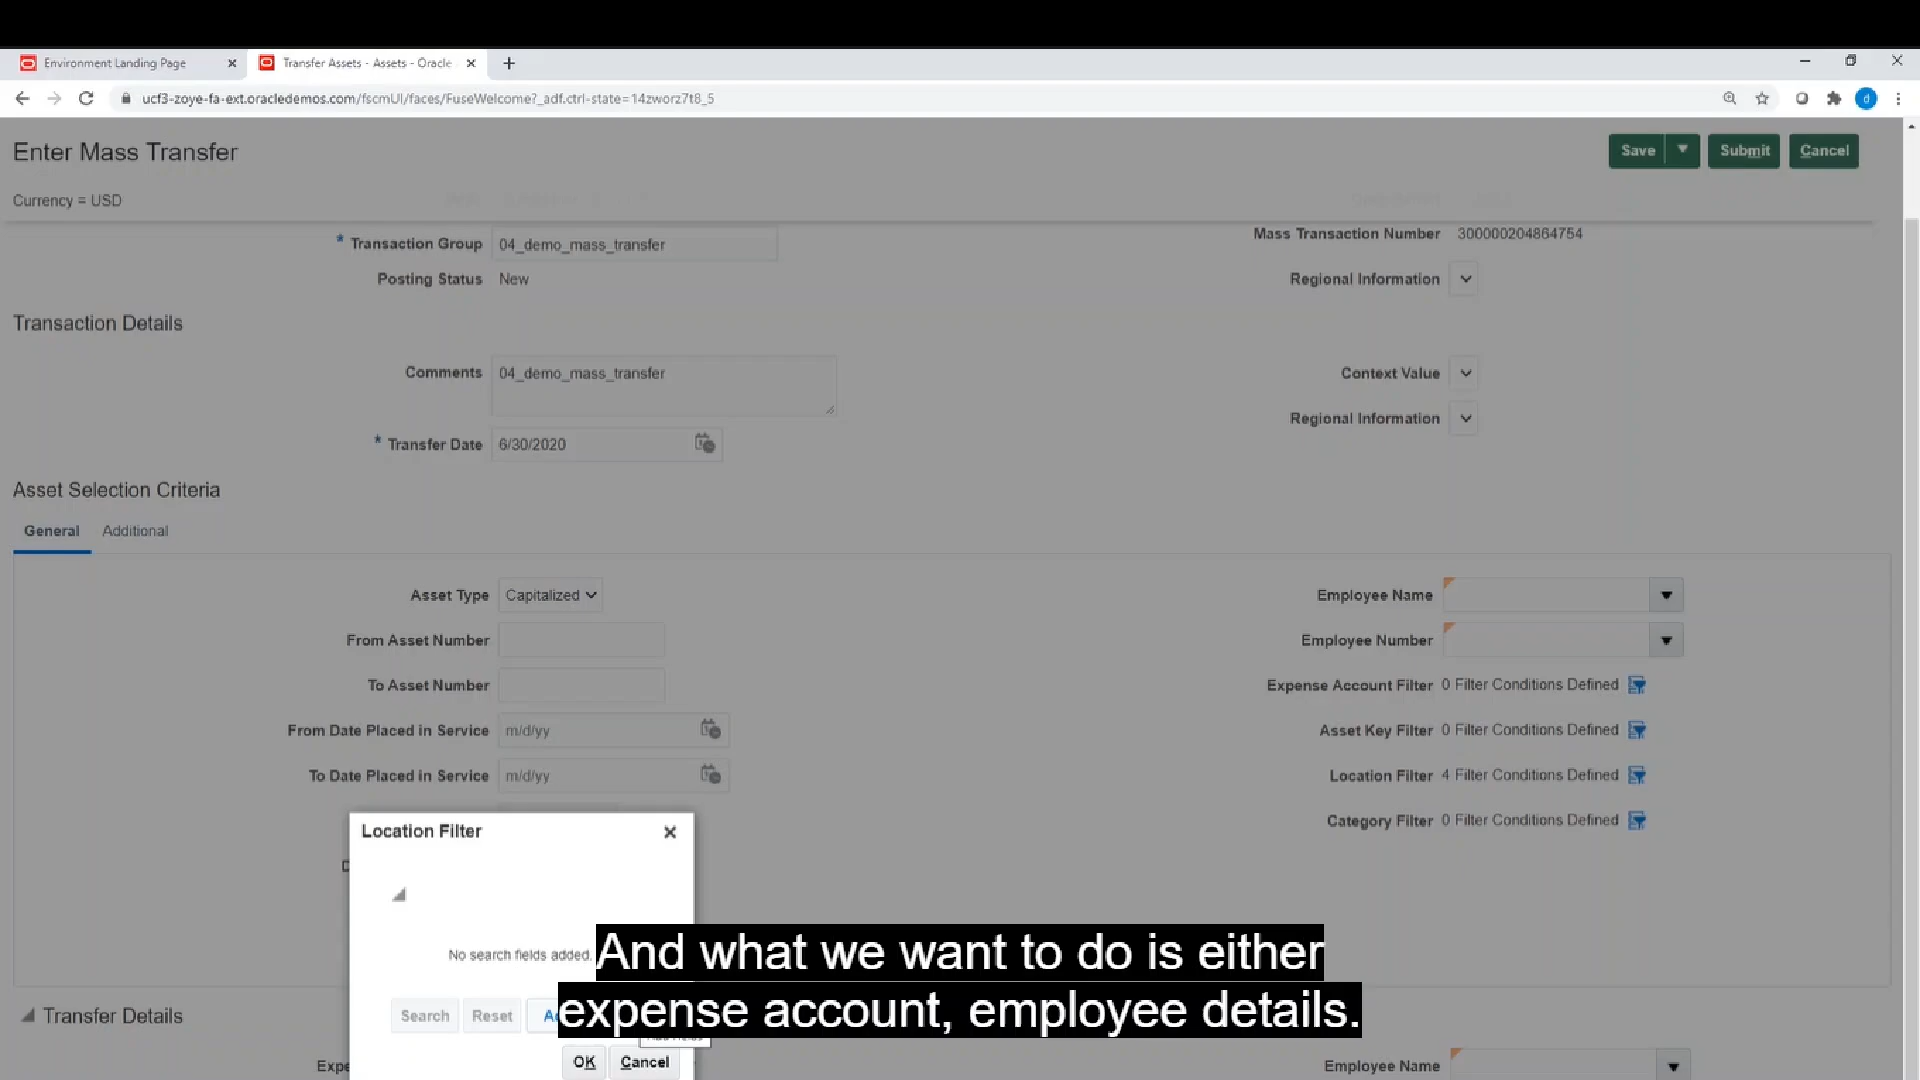 Environment Landing Page
Transfer Assets - Assets - Oracle
ucf3-zoye-fa-ext.oracledemos.com/fscmUI/faces/FuseWelcome?_adf.ctrl-state=14zworz7t8_5
d
Enter Mass Transfer
Save
Submit
Cancel
Currency = USD
* Transaction Group 04_demo_mass_transfer
Mass Transaction Number 300000204864754
Posting Status New
Regional Information
Transaction Details
Comments 04_demo_mass_transfer
Context Value
Regional Information
* Transfer Date 6/30/2020
Asset Selection Criteria
General Additional
Asset Type Capitalized
Employee Name
From Asset Number
Employee Number
To Asset Number
Expense Account Filter 0 Filter Conditions Defined
From Date Placed in Service m/d/yy
Asset Key Filter 0 Filter Conditions Defined
To Date Placed in Service m/d/yy
Location Filter 4 Filter Conditions Defined
Category Filter 0 Filter Conditions Defined
Location Filter
No search fields added.
And what we want to do is either
expense account, employee details.
Search Reset
Transfer Details
OK Cancel
Employee Name